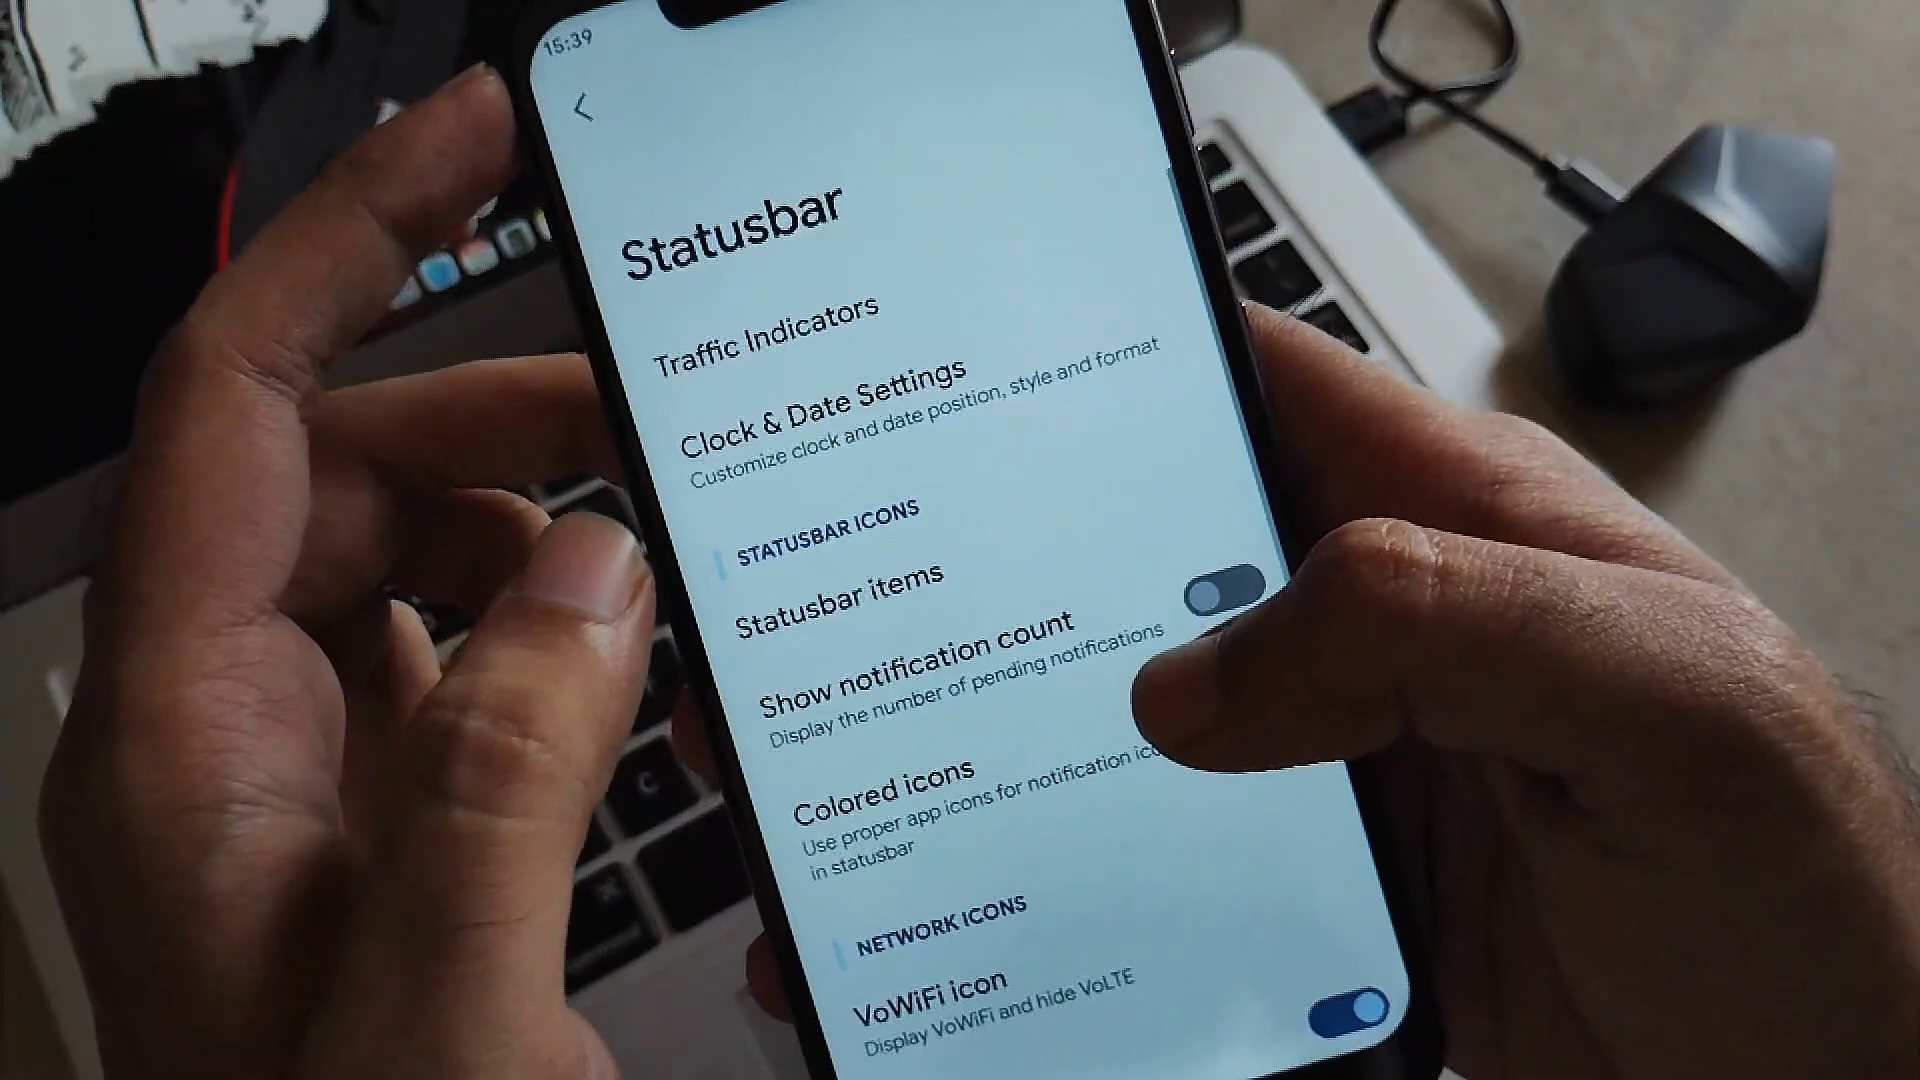 15:39
Statusbar
Traffic Indicators
Clock & Date Settings
Customize clock and date position, style and format
STATUSBAR ICONS
Statusbar items
Show notification count
Display the number of pending notifications
Colored icons
Use proper app icons for notification
in statusbar
NETWORK ICONS
VoWiFi icon
Display VoWiFi and hide VoLTE
C
X